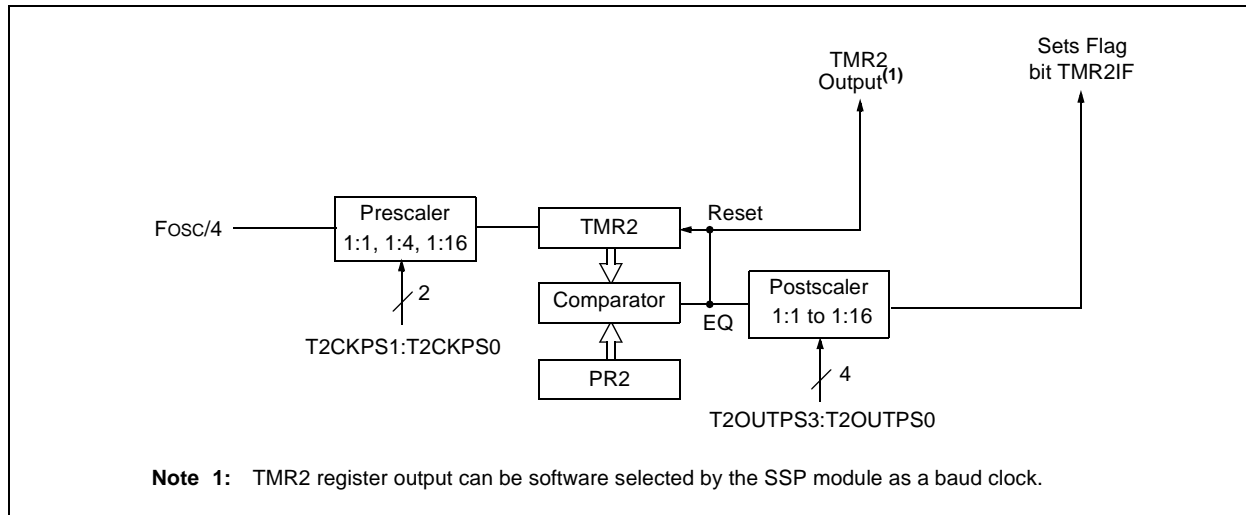 Sets Flag
bit TMR2IF
TMR2
Output(1)
Fosc/4
Prescaler
1:1, 1:4, 1:16
2
T2CKPS1:T2CKPS0
TMR2
Reset
Comparator
EQ
PR2
Postscaler
1:1 to 1:16
4
T2OUTPS3:T2OUTPS0
Note 1: TMR2 register output can be software selected by the SSP module as a baud clock.